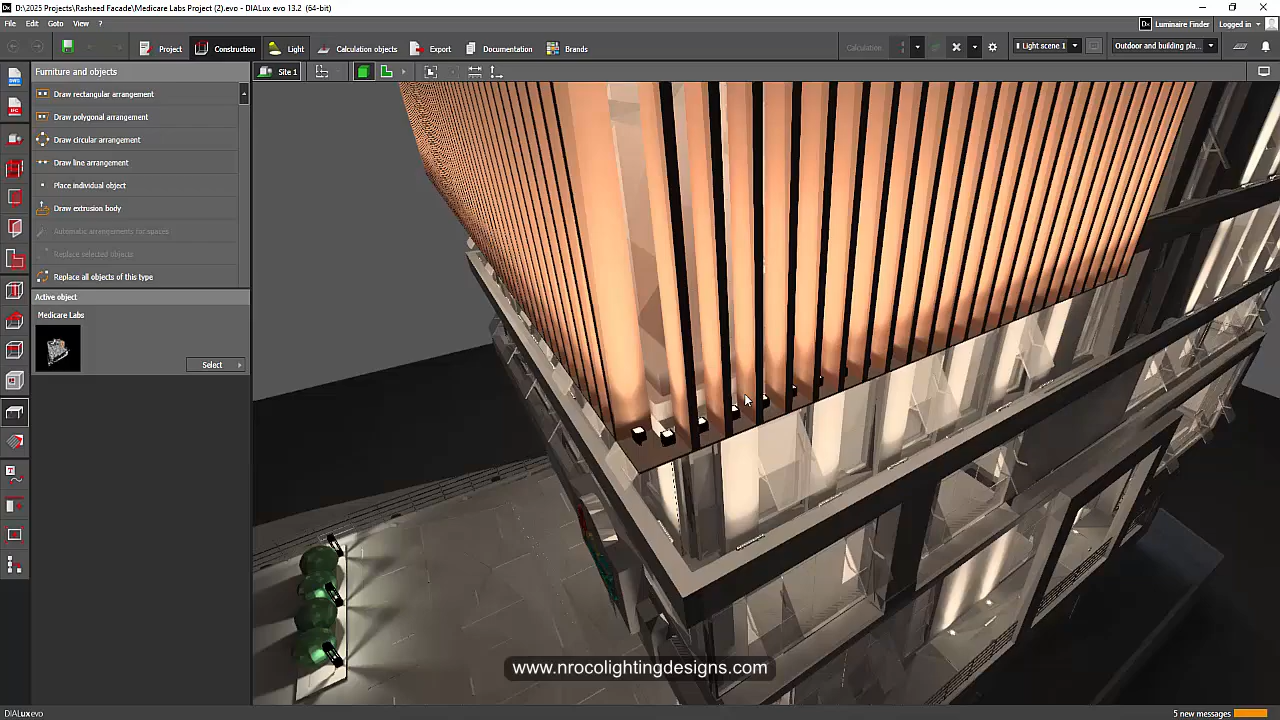 D:\2025 Projects\Rasheed Facade\Medicare Labs Project (2).evo - DIALux evo 13.2 (64-bit)
File Edit Construction View ?
Luminaire Finder Logged in
Project Construction Light Calculation objects Export Documentation Brands Calculation Light scene 1 Outdoor and building pla...
Furniture and objects Site 1
Draw rectangular arrangement
Draw polygonal arrangement
Draw circular arrangement
Draw line arrangement
Place individual object
Draw extrusion body
Automatic arrangements for spaces
Replace selected objects
Replace all objects of this type
Active object
Medicare Labs
Select
www.nrocolightingdesigns.com
DIALux evo 5 new messages